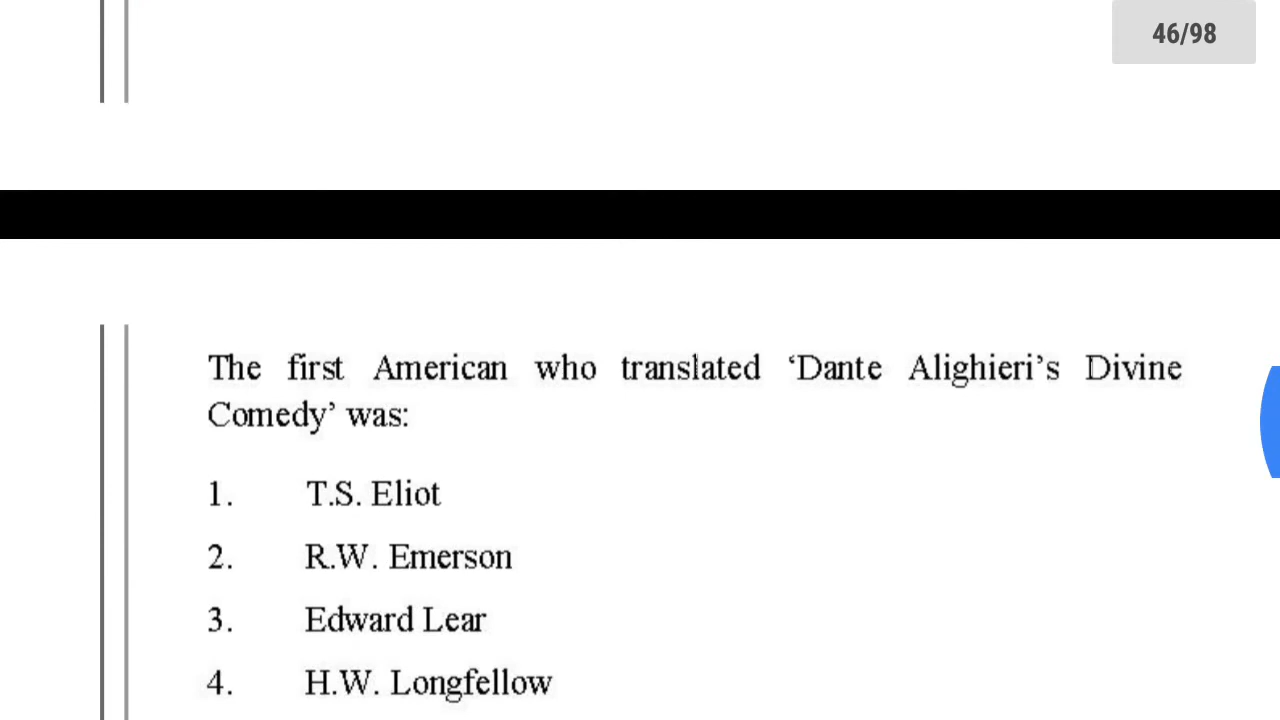 46/98
The first American who translated ‘Dante Alighieri’s Divine
Comedy’ was:
1. T.S. Eliot
2. R.W. Emerson
3. Edward Lear
4. H.W. Longfellow